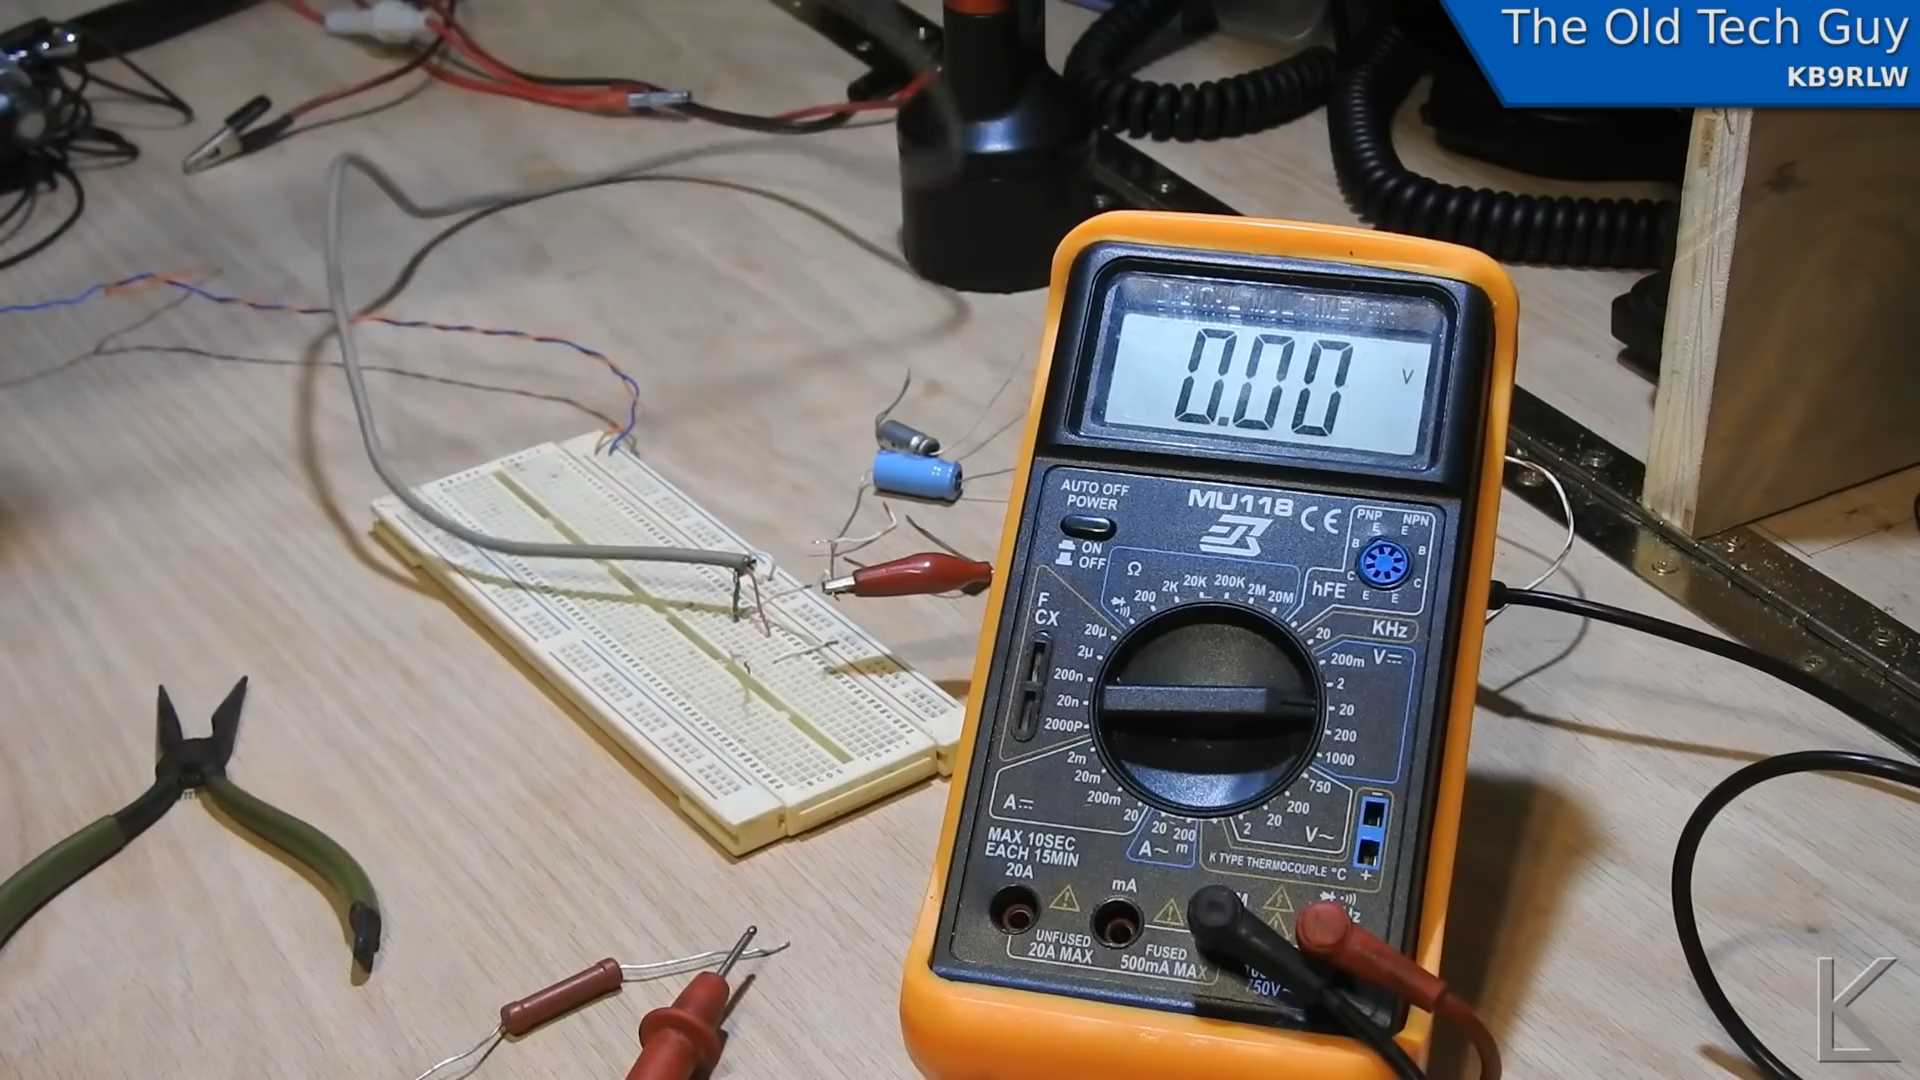 The Old Tech Guy
KB9RLW
0.00 V
AUTO OFF
POWER
ON
OFF
MU118 CE
PNP NPN
E E E
B B
C C
E E
hFE
Ω
200 2K 20K 200K 2M 20M
F
CX
20µ
2µ
200n
20n
2000P
20
KHz
200m V
2
20
200
1000
2m
20m
200m
20
A
20 200
m
A~
2 20 200 750
V~
K TYPE THERMOCOUPLE °C
-
+
MAX 10SEC
EACH 15MIN
20A
mA
UNFUSED
20A MAX
FUSED
500mA MAX
K